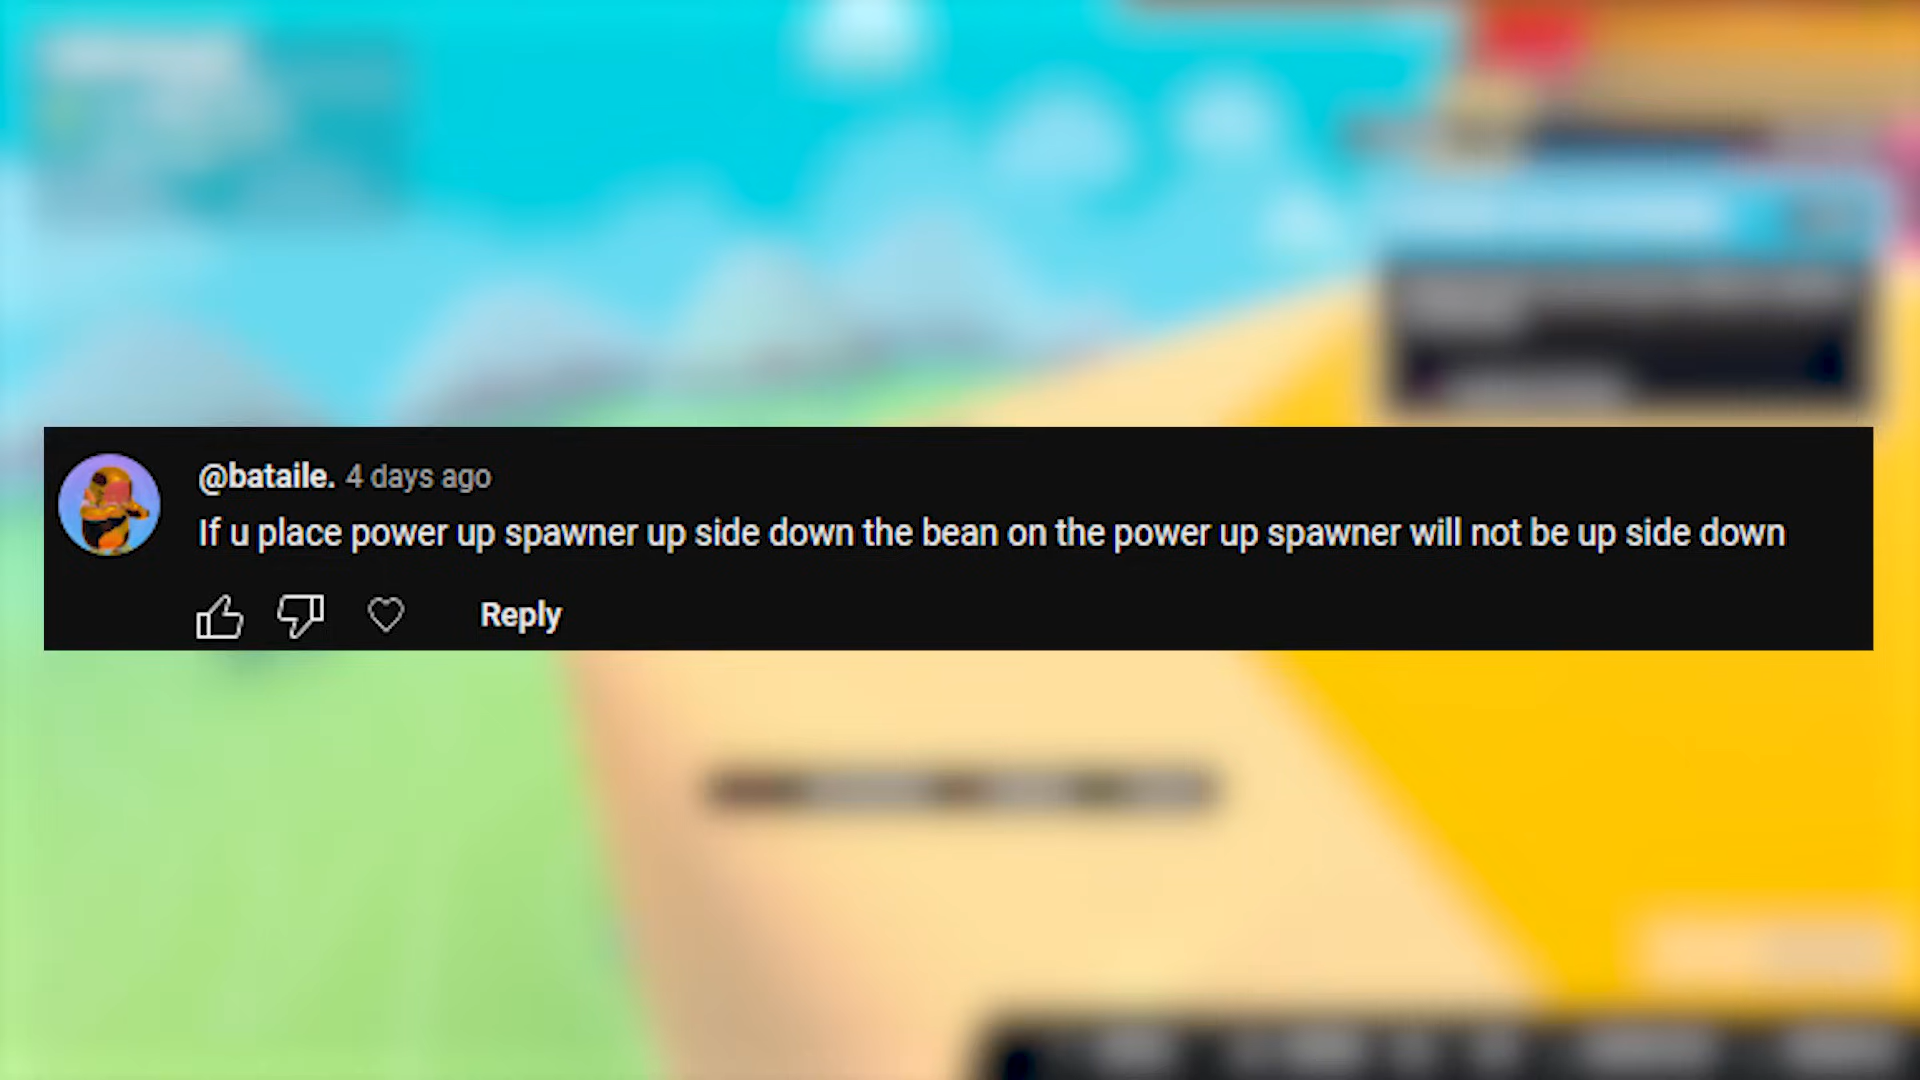 @bataile. 4 days ago
If u place power up spawner up side down the bean on the power up spawner will not be up side down
Reply